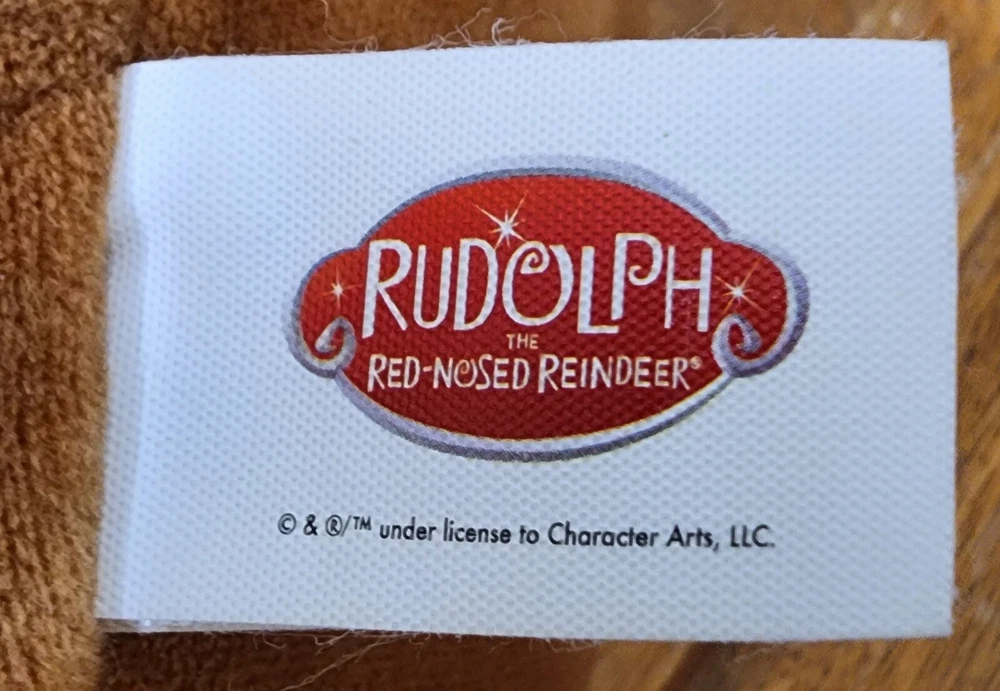 RUDOLPH
THE
RED-NOSED REINDEER®
© & ®/™ under license to Character Arts, LLC.